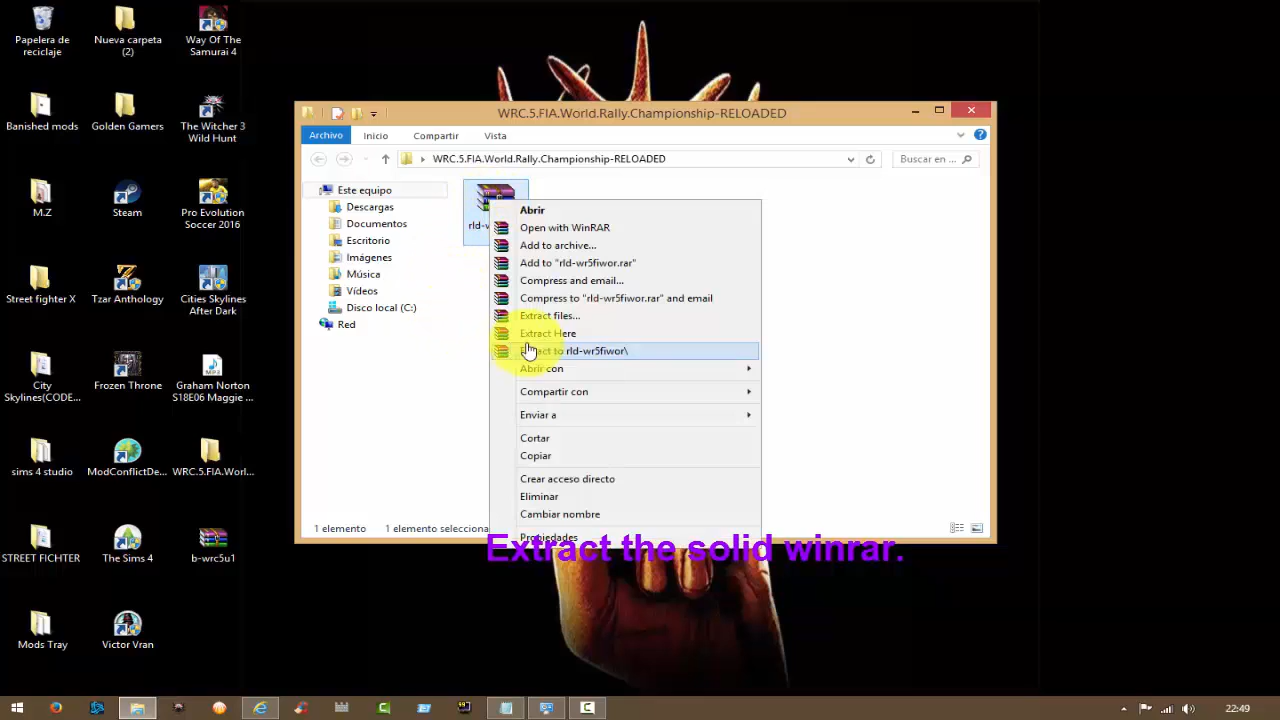 Papelera de
reciclaje
Nueva carpeta
(2)
Way Of The
Samurai 4
Banished mods
Golden Gamers
The Witcher 3
Wild Hunt
M.Z
Steam
Pro Evolution
Soccer 2016
Street fighter X
Tzar Anthology
Cities Skylines
After Dark
City
Skylines(CODE...
Frozen Throne
Graham Norton
S18E06 Maggie ...
sims 4 studio
ModConflictDe...
WRC.5.FIA.Worl...
STREET FICHTER
The Sims 4
b-wrc5u1
Mods Tray
Victor Vran
WRC.5.FIA.World.Rally.Championship-RELOADED
Archivo
Inicio
Compartir
Vista
WRC.5.FIA.World.Rally.Championship-RELOADED
Buscar en ...
Este equipo
Descargas
Documentos
Escritorio
Imágenes
Música
Vídeos
Disco local (C:)
Red
Abrir
Open with WinRAR
Add to archive...
Add to "rld-wr5fiwor.rar"
Compress and email...
Compress to "rld-wr5fiwor.rar" and email
Extract files...
Extract Here
to rld-wr5fiwor\
Abrir con
Compartir con
Enviar a
Cortar
Copiar
Crear acceso directo
Eliminar
Cambiar nombre
Propiedades
1 elemento
1 elemento
Extract the solid winrar.
22:49